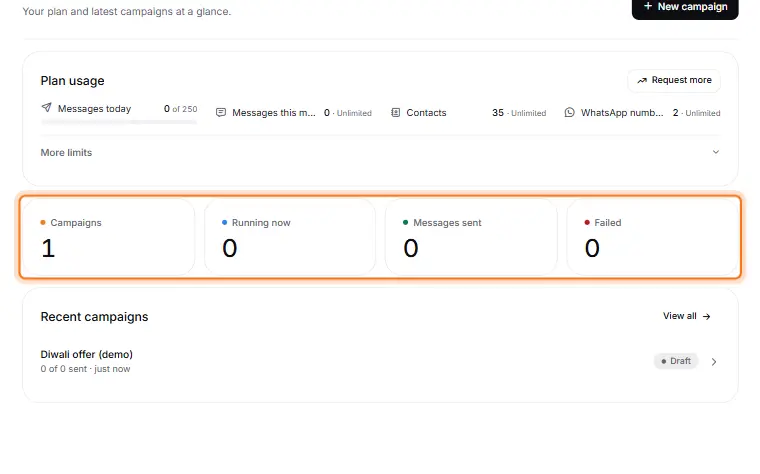 Your plan and latest campaigns at a glance.
+ New campaign
Plan usage
Request more
Messages today 0 of 250
Messages this m... 0 · Unlimited
Contacts 35 · Unlimited
WhatsApp numb... 2 · Unlimited
More limits
Campaigns
1
Running now
0
Messages sent
0
Failed
0
Recent campaigns
View all →
Diwali offer (demo)
0 of 0 sent · just now
Draft